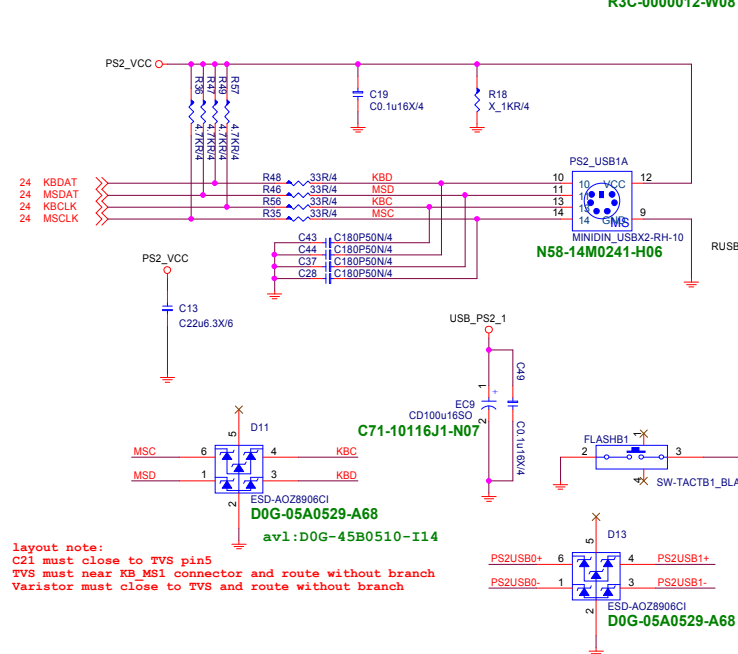 R3C-0000012-W08
PS2_VCC
R36
R47
R49
R57
4.7KR/4
4.7KR/4
4.7KR/4
4.7KR/4
C19
C0.1u16X/4
R18
X_1KR/4
PS2_USB1A
24 KBDAT
24 MSDAT
24 KBCLK
24 MSCLK
R48 33R/4 KBD 10
R46 33R/4 MSD 11
R56 33R/4 KBC 13
R35 33R/4 MSC 14
10 VCC 12
11
13
14 GND 9
MS
MINIDIN_USBX2-RH-10
N58-14M0241-H06
RUSB
C43 C180P50N/4
C44 C180P50N/4
C37 C180P50N/4
C28 C180P50N/4
PS2_VCC
C13
C22u6.3X/6
USB_PS2_1
C49
C0.1u16X/4
1
+
EC9
CD100u16SO
2
C71-10116J1-N07
FLASHB1
1
2
3
4
SW-TACTB1_BLA
D11
5
MSC 6 4 KBC
MSD 1 3 KBD
2
ESD-AOZ8906CI
D0G-05A0529-A68
avl:D0G-45B0510-I14
D13
5
PS2USB0+ 6 4 PS2USB1+
PS2USB0- 1 3 PS2USB1-
2
ESD-AOZ8906CI
D0G-05A0529-A68
layout note:
C21 must close to TVS pin5
TVS must near KB_MS1 connector and route without branch
Varistor must close to TVS and route without branch